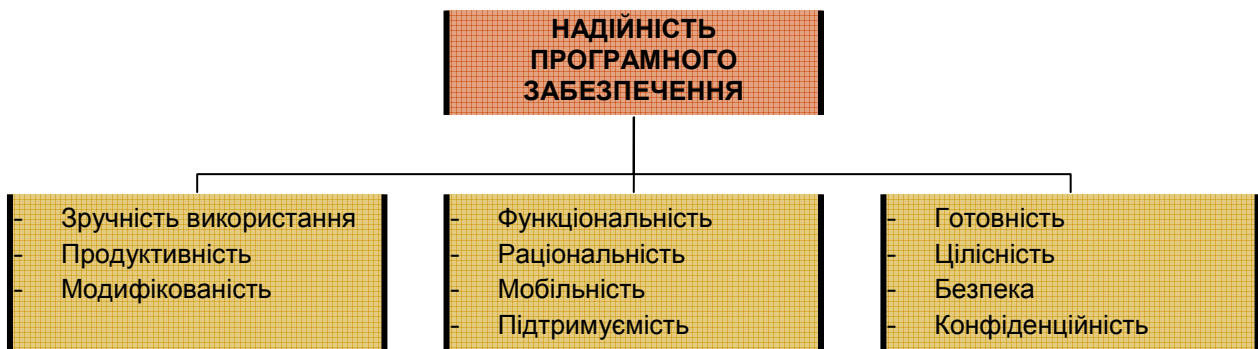 НАДІЙНІСТЬ
ПРОГРАМНОГО
ЗАБЕЗПЕЧЕННЯ
- Зручність використання
- Продуктивність
- Модифікованість
- Функціональність
- Раціональність
- Мобільність
- Підтримуємість
- Готовність
- Цілісність
- Безпека
- Конфіденційність